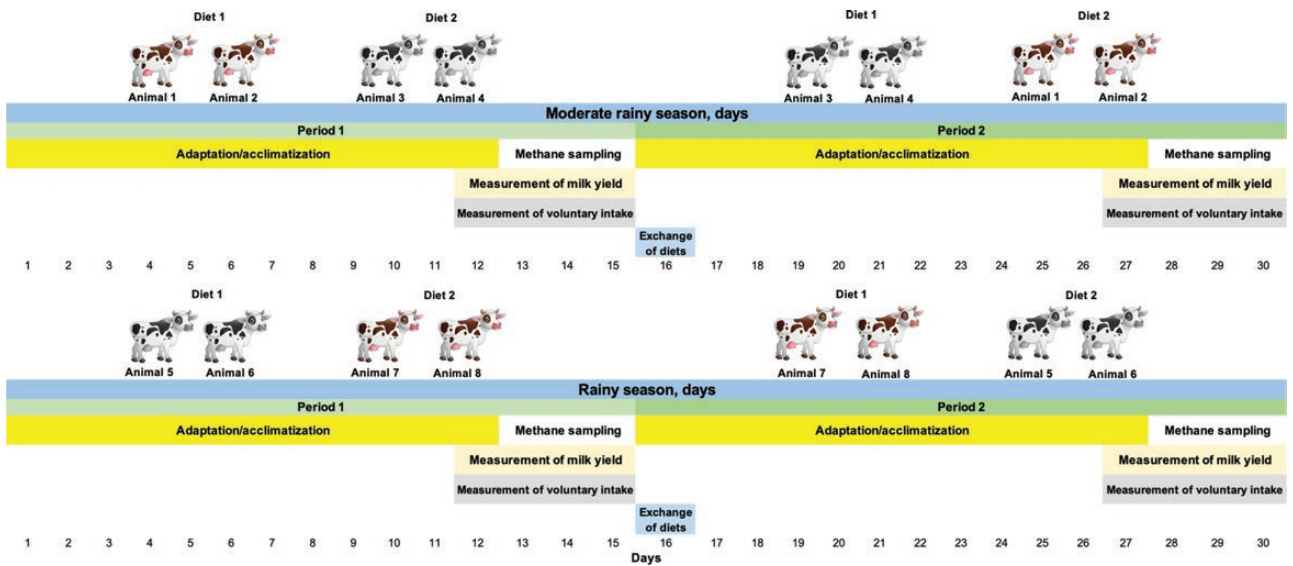 Diet 1 Diet 2 Diet 1 Diet 2
Animal 1 Animal 2 Animal 3 Animal 4 Animal 3 Animal 4 Animal 1 Animal 2
Moderate rainy season, days
Period 1 Period 2
Adaptation/acclimatization Methane sampling Adaptation/acclimatization Methane sampling
Measurement of milk yield Measurement of milk yield
Measurement of voluntary intake Measurement of voluntary intake
Exchange
of diets
1 2 3 4 5 6 7 8 9 10 11 12 13 14 15 16 17 18 19 20 21 22 23 24 25 26 27 28 29 30
Diet 1 Diet 2 Diet 1 Diet 2
Animal 5 Animal 6 Animal 7 Animal 8 Animal 7 Animal 8 Animal 5 Animal 6
Rainy season, days
Period 1 Period 2
Adaptation/acclimatization Methane sampling Adaptation/acclimatization Methane sampling
Measurement of milk yield Measurement of milk yield
Measurement of voluntary intake Measurement of voluntary intake
Exchange
of diets
1 2 3 4 5 6 7 8 9 10 11 12 13 14 15 16 17 18 19 20 21 22 23 24 25 26 27 28 29 30
Days